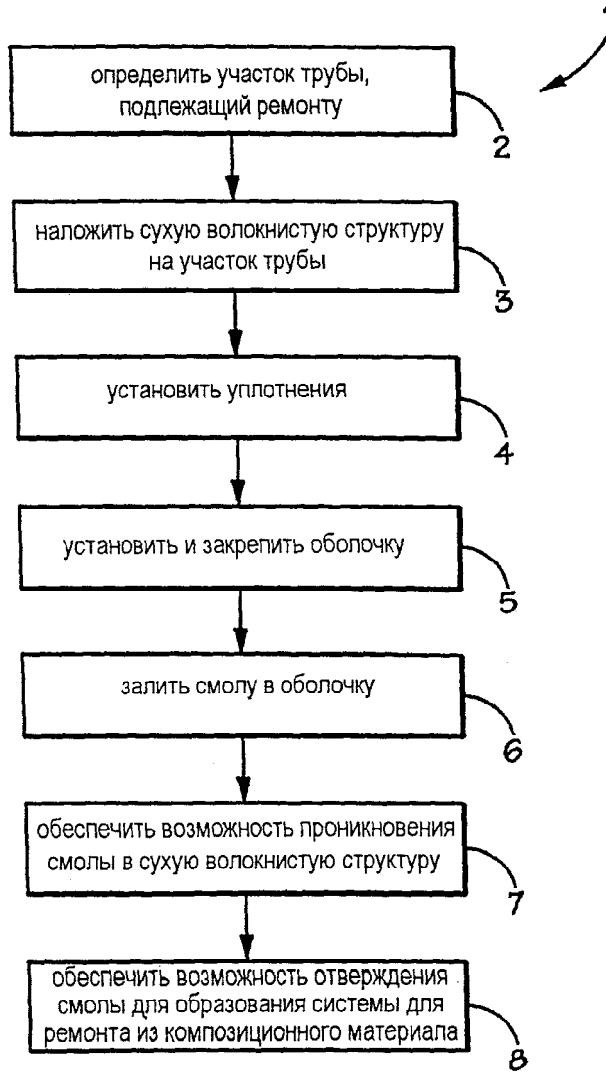 определить участок трубы,
подлежащий ремонту
2
наложить сухую волокнистую структуру
на участок трубы
3
установить уплотнения
4
установить и закрепить оболочку
5
залить смолу в оболочку
6
обеспечить возможность проникновения
смолы в сухую волокнистую структуру
7
обеспечить возможность отверждения
смолы для образования системы для
ремонта из композиционного материала
8